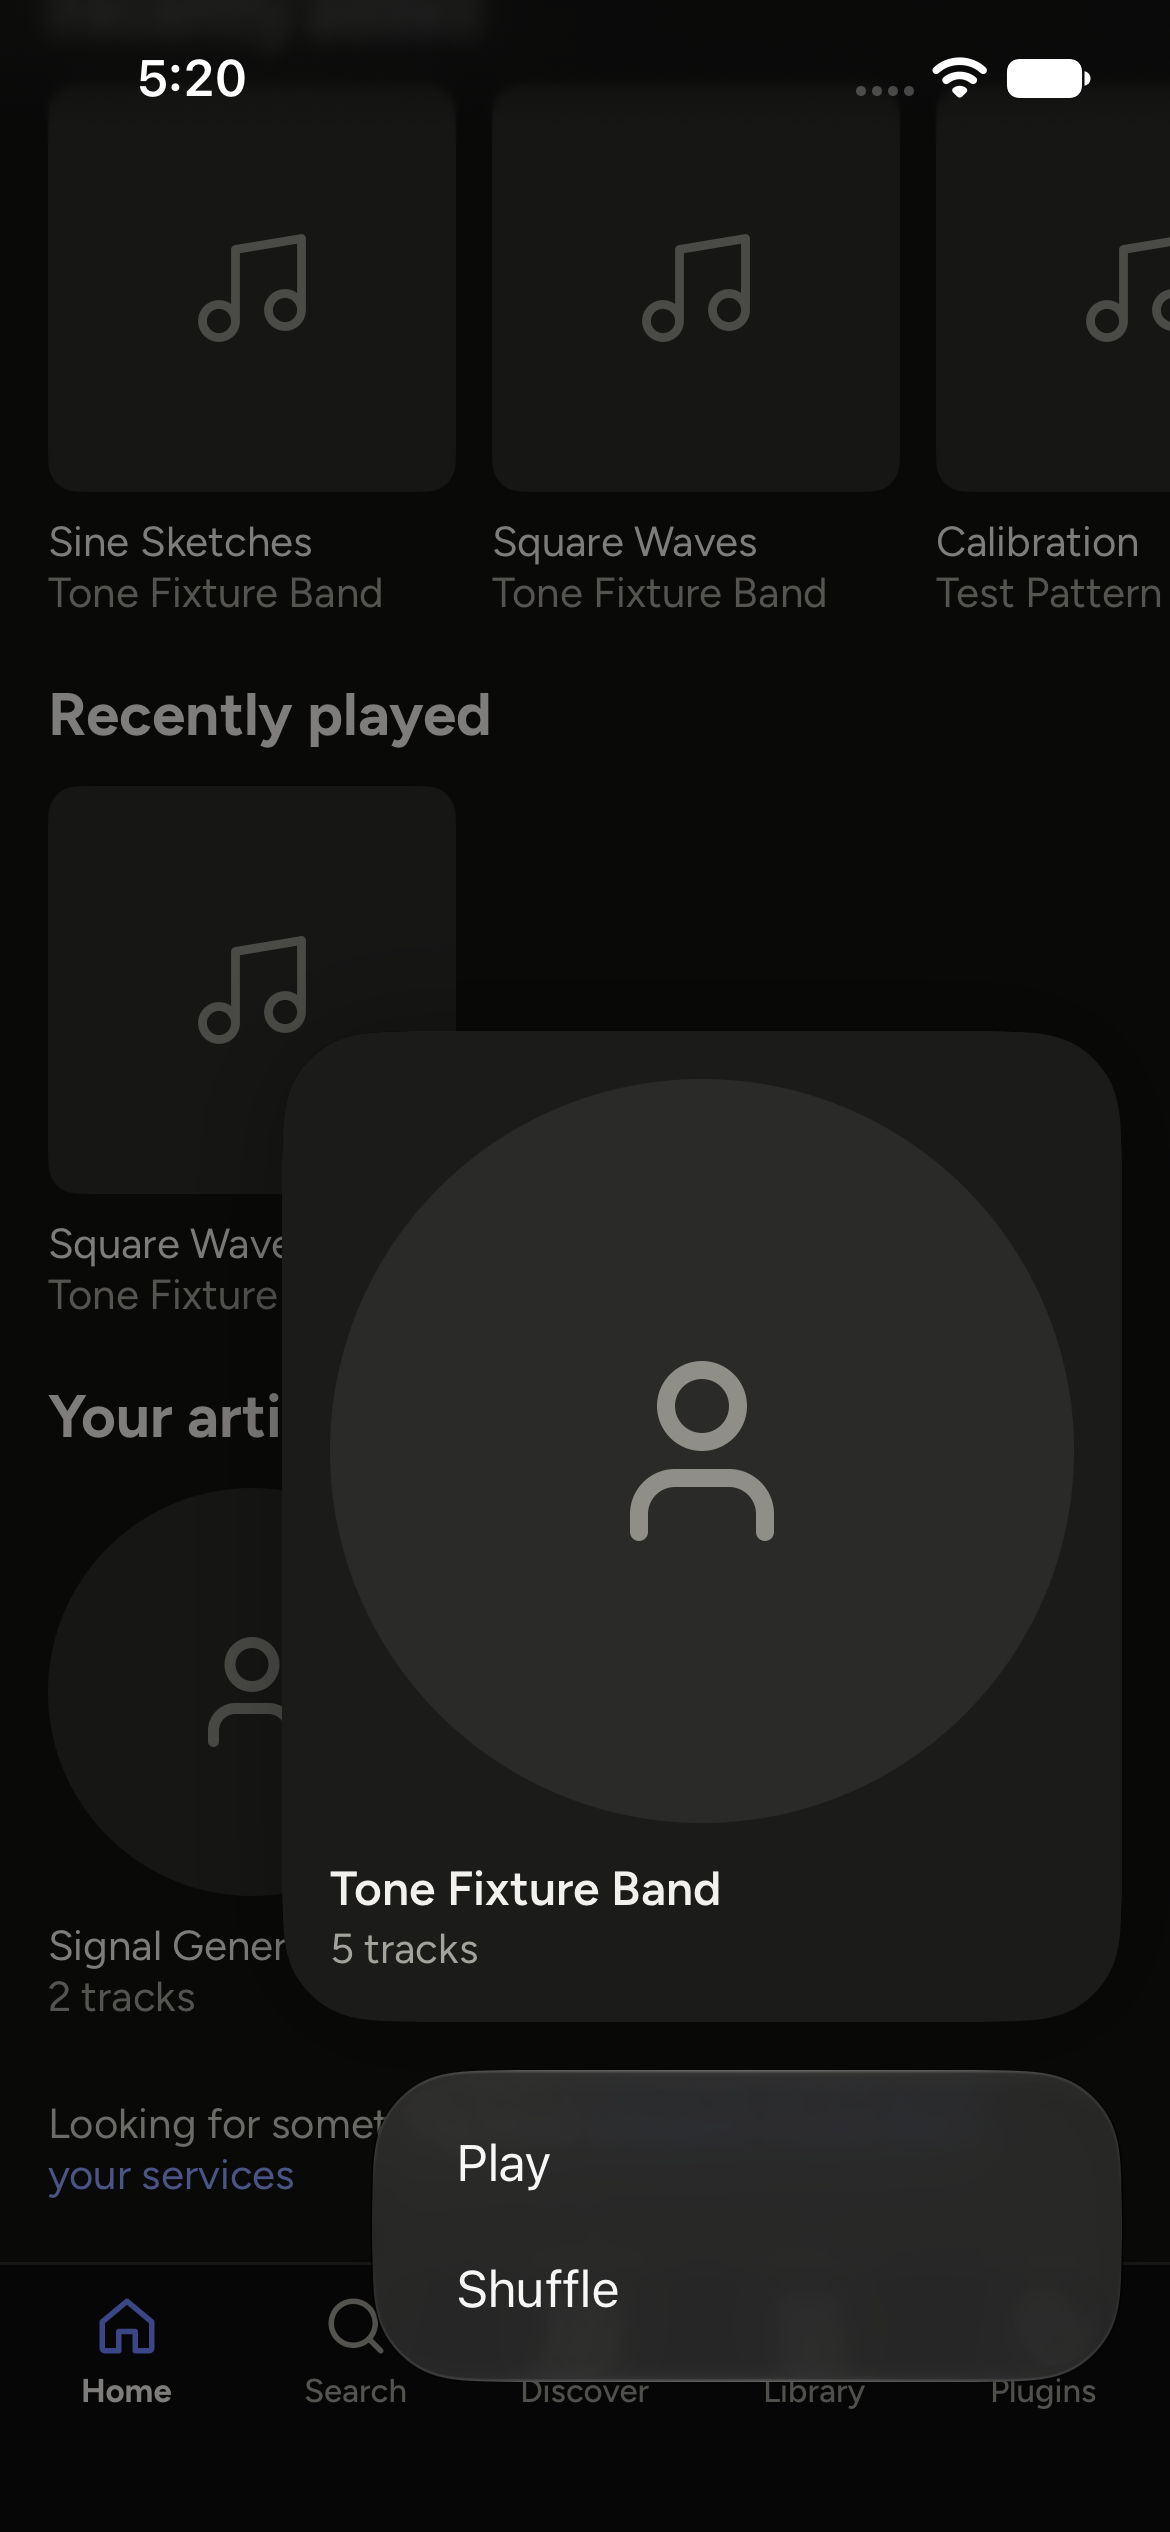 5:20
Sine Sketches
Tone Fixture Band
Square Waves
Tone Fixture Band
Calibration
Test Pattern
Recently played
Square Wave
Tone Fixture
Your arti
Signal Gener
2 tracks
Tone Fixture Band
5 tracks
Looking for somet
your services
Play
Shuffle
Home
Search
Discover
Library
Plugins